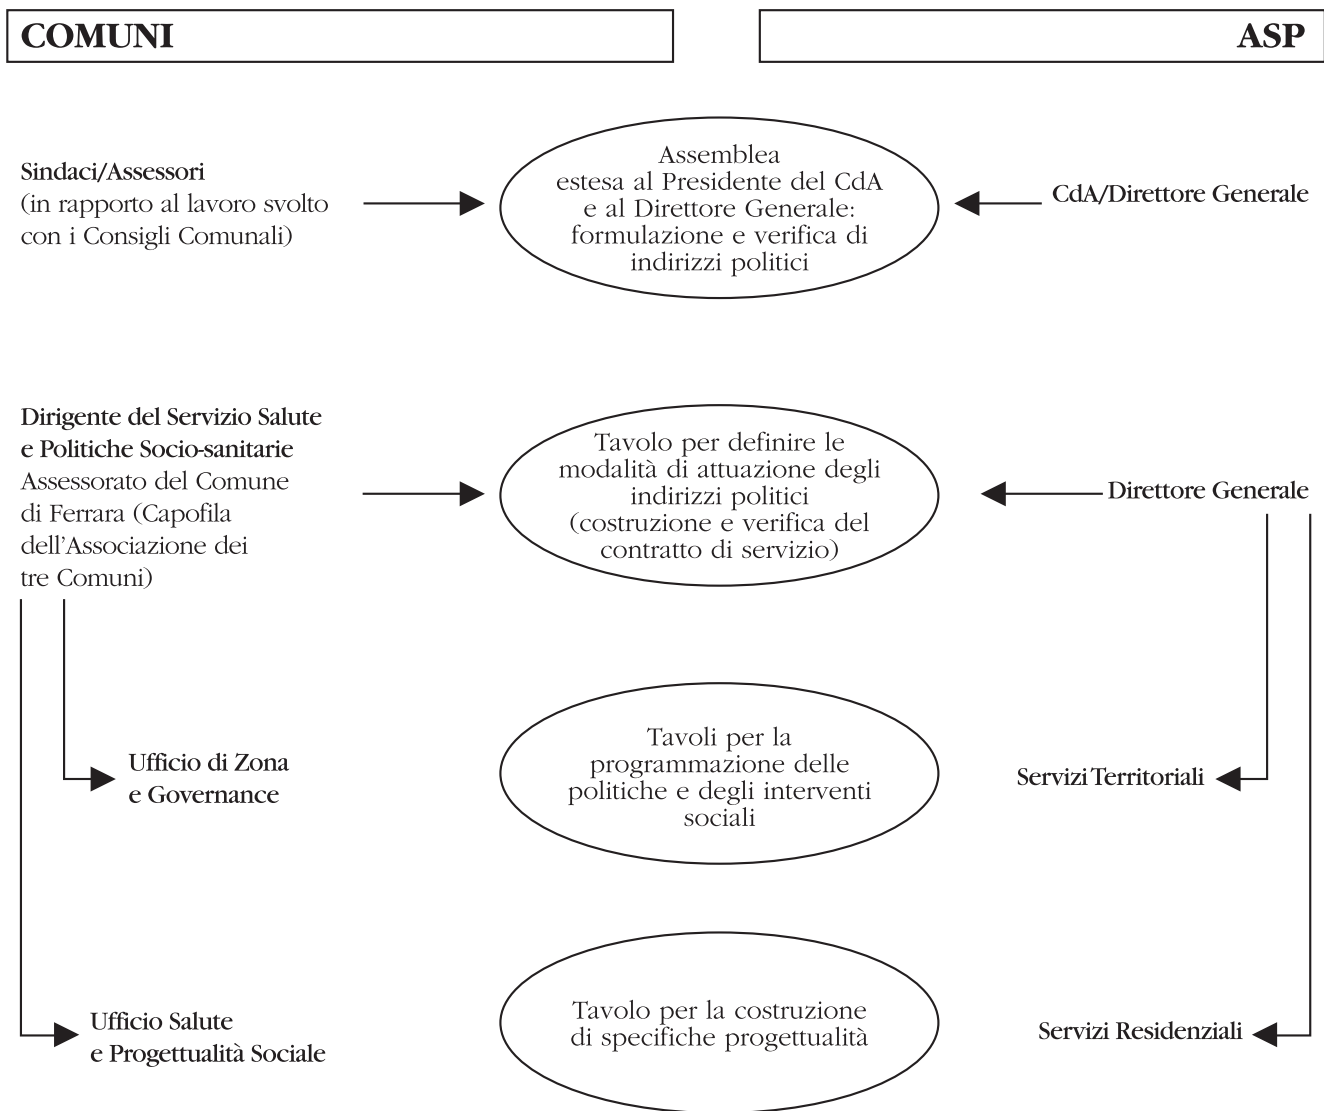 COMUNI
ASP
Sindaci/Assessori
(in rapporto al lavoro svolto
con i Consigli Comunali)
Assemblea
estesa al Presidente del CdA
e al Direttore Generale:
formulazione e verifica di
indirizzi politici
CdA/Direttore Generale
Dirigente del Servizio Salute
e Politiche Socio-sanitarie
Assessorato del Comune
di Ferrara (Capofila
dell'Associazione dei
tre Comuni)
Tavolo per definire le
modalità di attuazione degli
indirizzi politici
(costruzione e verifica del
contratto di servizio)
Direttore Generale
Ufficio di Zona
e Governance
Tavoli per la
programmazione delle
politiche e degli interventi
sociali
Servizi Territoriali
Ufficio Salute
e Progettualità Sociale
Tavolo per la costruzione
di specifiche progettualità
Servizi Residenziali